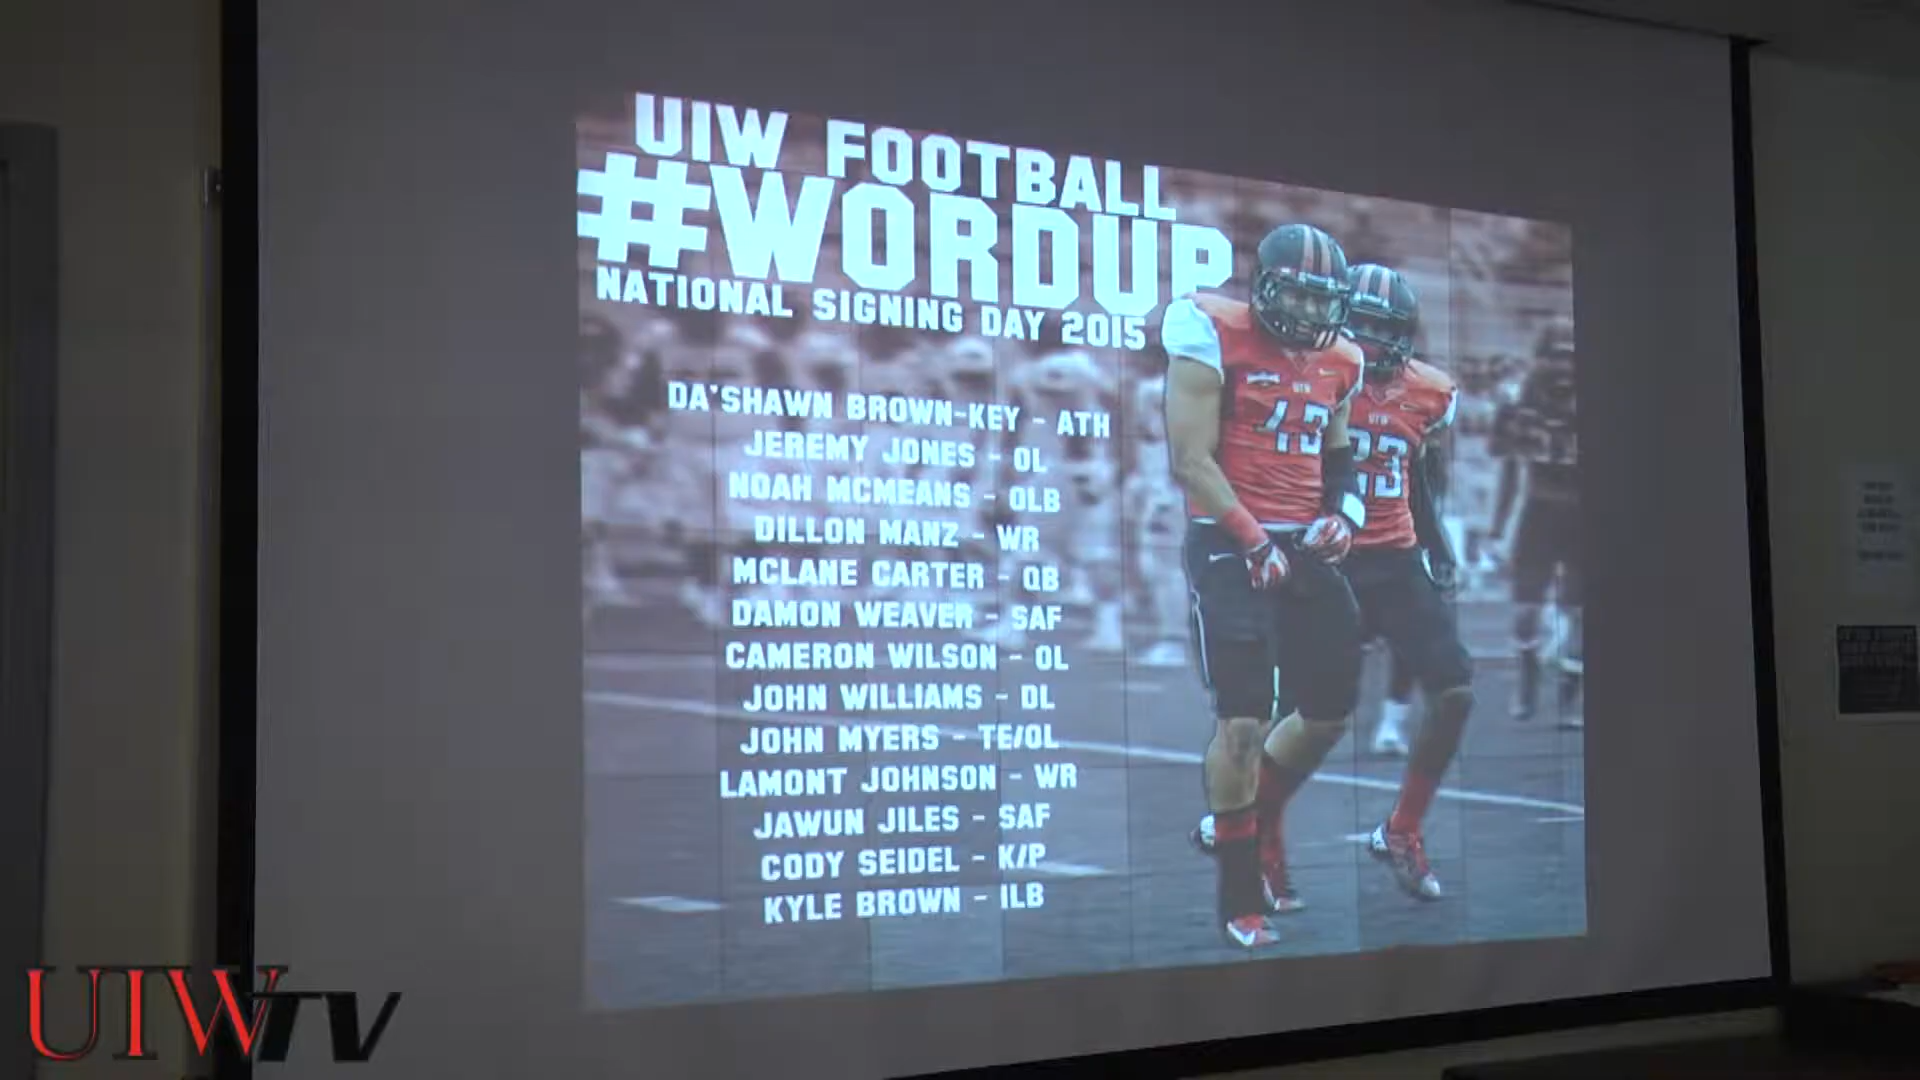 UIW FOOTBALL
#WORDUP
NATIONAL SIGNING DAY 2015
DA'SHAWN BROWN-KEY - ATH
JEREMY JONES - OL
NOAH MCMEANS - OLB
DILLON MANZ - WR
MCLANE CARTER - QB
DAMON WEAVER - SAF
CAMERON WILSON - OL
JOHN WILLIAMS - DL
JOHN MYERS - TE/OL
LAMONT JOHNSON - WR
JAWUN JILES - SAF
CODY SEIDEL - K/P
KYLE BROWN - ILB
43
23
UIWTV